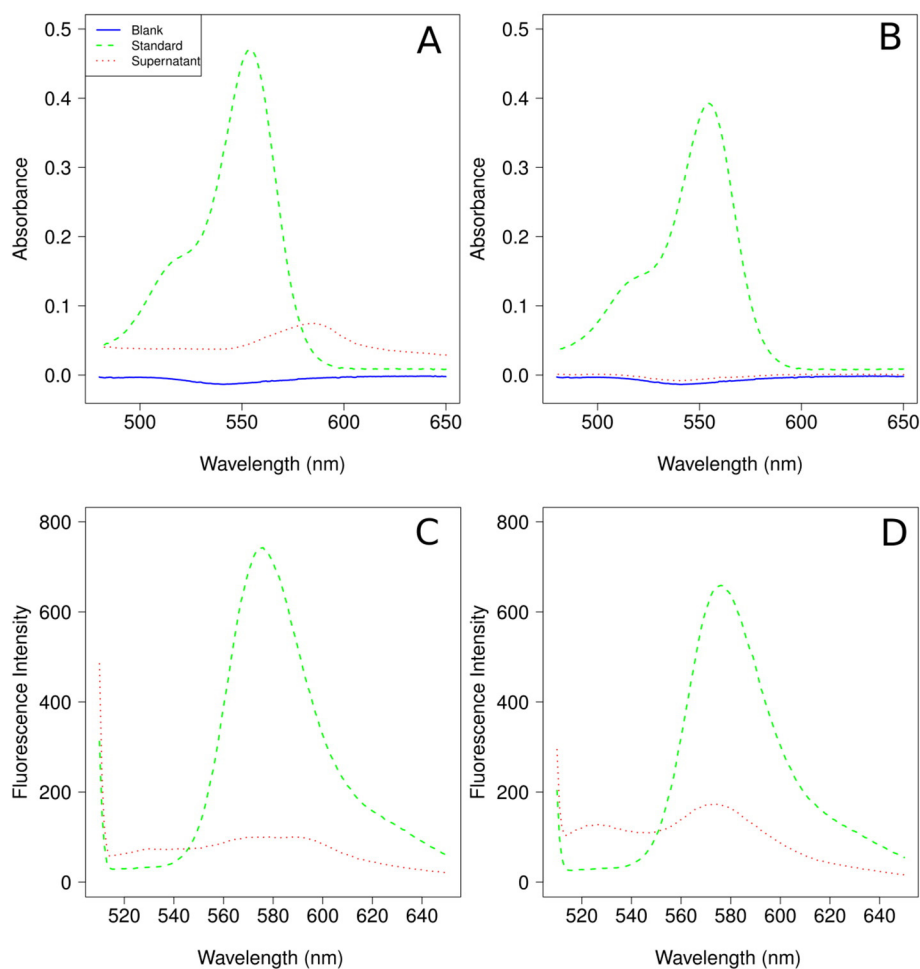 A
Blank
Standard
Supernatant
0.5
0.4
0.3
0.2
0.1
0.0
Absorbance
500 550 600 650
Wavelength (nm)
B
0.5
0.4
0.3
0.2
0.1
0.0
Absorbance
500 550 600 650
Wavelength (nm)
C
800
600
400
200
0
Fluorescence Intensity
520 540 560 580 600 620 640
Wavelength (nm)
D
800
600
400
200
0
Fluorescence Intensity
520 540 560 580 600 620 640
Wavelength (nm)